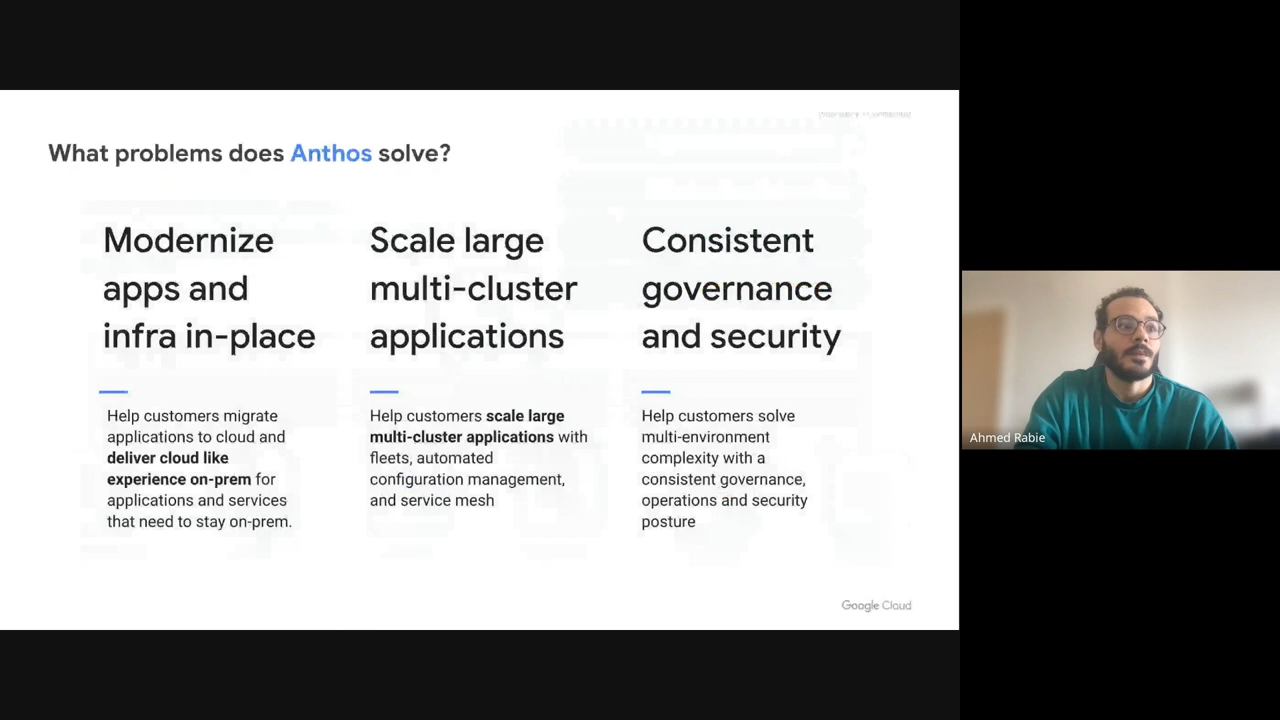 What problems does Anthos solve?
Modernize
apps and
infra in-place
Help customers migrate
applications to cloud and
deliver cloud like
experience on-prem for
applications and services
that need to stay on-prem.
Scale large
multi-cluster
applications
Help customers scale large
multi-cluster applications with
fleets, automated
configuration management,
and service mesh
Consistent
governance
and security
Help customers solve
multi-environment
complexity with a
consistent governance,
operations and security
posture
Google Cloud
Ahmed Rabie